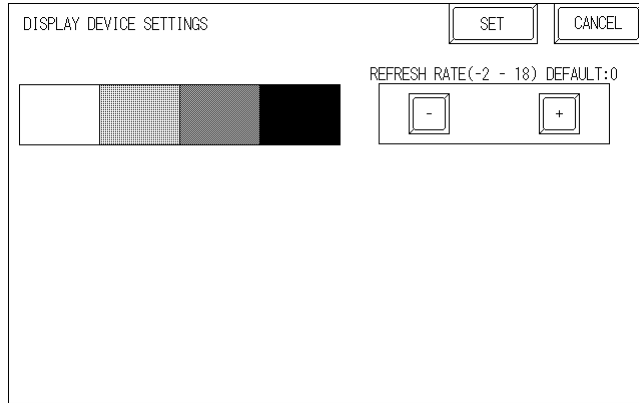 DISPLAY DEVICE SETTINGS
SET
CANCEL
REFRESH RATE(-2 - 18) DEFAULT:0
- +